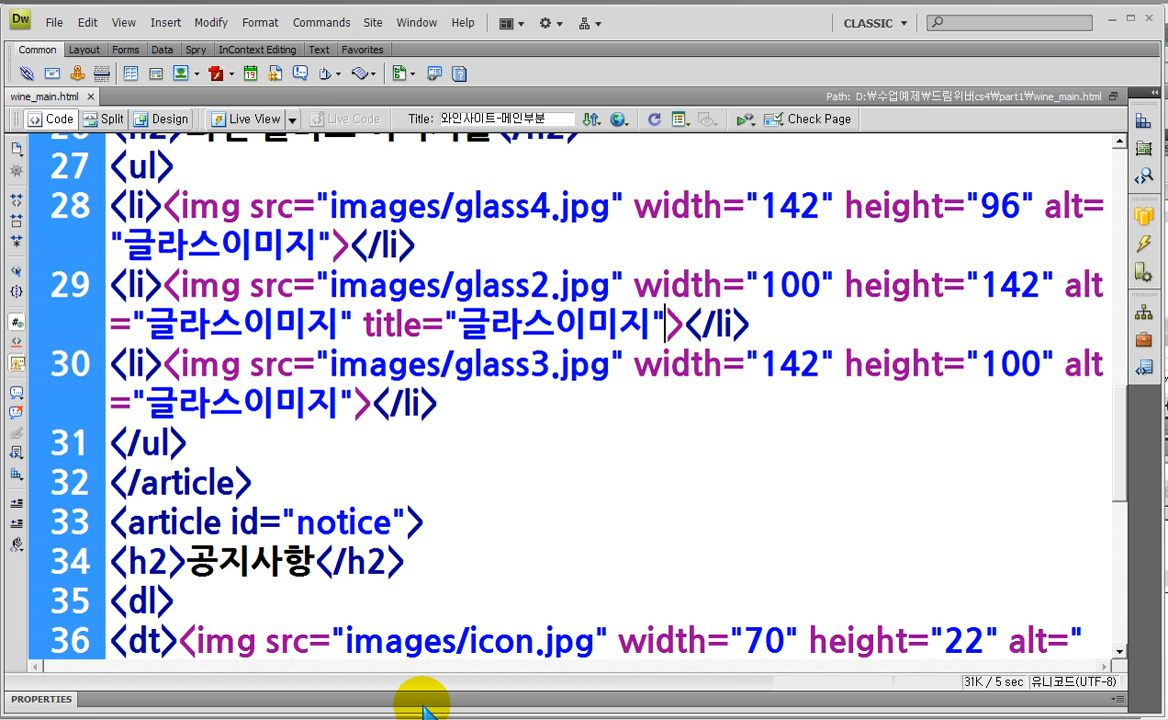 Dw File Edit View Insert Modify Format Commands Site Window Help CLASSIC
Common Layout Forms Data Spry InContext Editing Text Favorites
wine_main.html × Path: D:₩수업예제₩드림위버cs4₩part1₩wine_main.html
Code Split Design Live View Live Code Title: 와인사이트-메인부분 Check Page
27 <ul>
28 <li><img src="images/glass4.jpg" width="142" height="96" alt=
"글라스이미지"></li>
29 <li><img src="images/glass2.jpg" width="100" height="142" alt
="글라스이미지" title="글라스이미지"></li>
30 <li><img src="images/glass3.jpg" width="142" height="100" alt
="글라스이미지"></li>
31 </ul>
32 </article>
33 <article id="notice">
34 <h2>공지사항</h2>
35 <dl>
36 <dt><img src="images/icon.jpg" width="70" height="22" alt="
31K / 5 sec 유니코드(UTF-8)
PROPERTIES